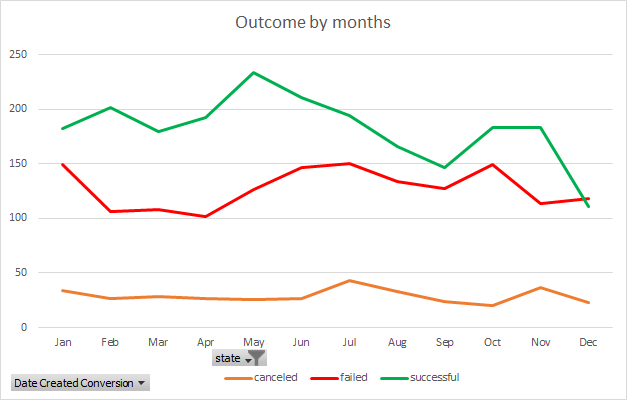 Outcome by months
250
200
150
100
50
0
Jan Feb Mar Apr May Jun Jul Aug Sep Oct Nov Dec
state
canceled failed successful
Date Created Conversion